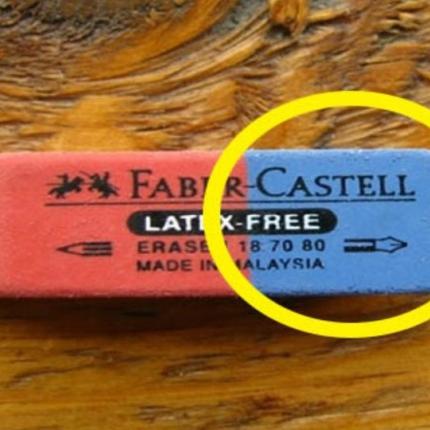 FABER-CASTELL
LATEX-FREE
ERASER 18 70 80
MADE IN MALAYSIA